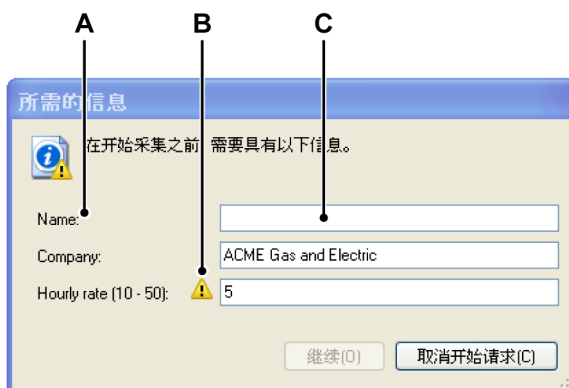 A B C
所需的信息
在开始采集之前,需要具有以下信息。
Name:
Company: ACME Gas and Electric
Hourly rate (10 - 50): 5
继续(O) 取消开始请求(C)